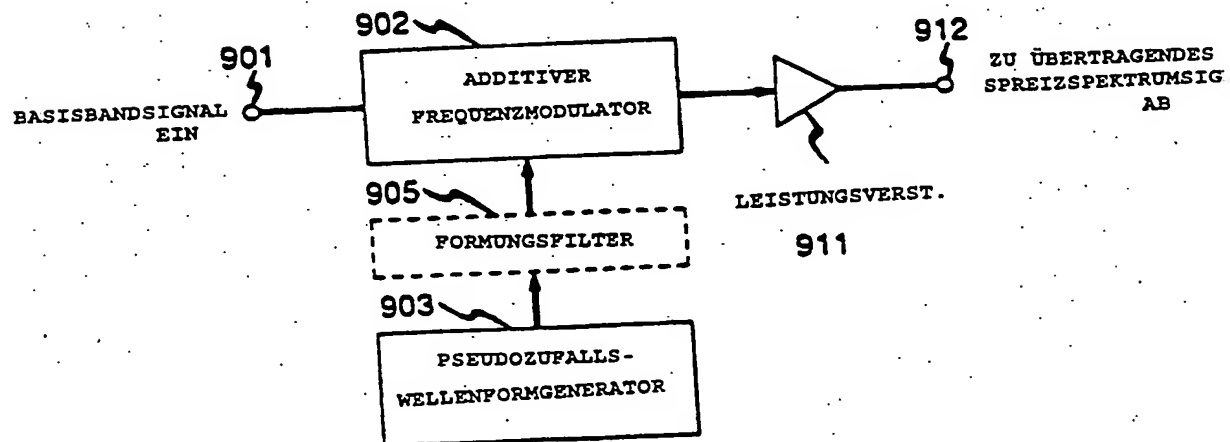 902
901
912
ADDITIVER
FREQUENZMODULATOR
BASISBANDSIGNAL
EIN
ZU ÜBERTRAGENDES
SPREIZSPEKTRUMSIG
AB
905
LEISTUNGSVERST.
911
FORMUNGSFILTER
903
PSEUDOZUFALLS-
WELLENFORMGENERATOR